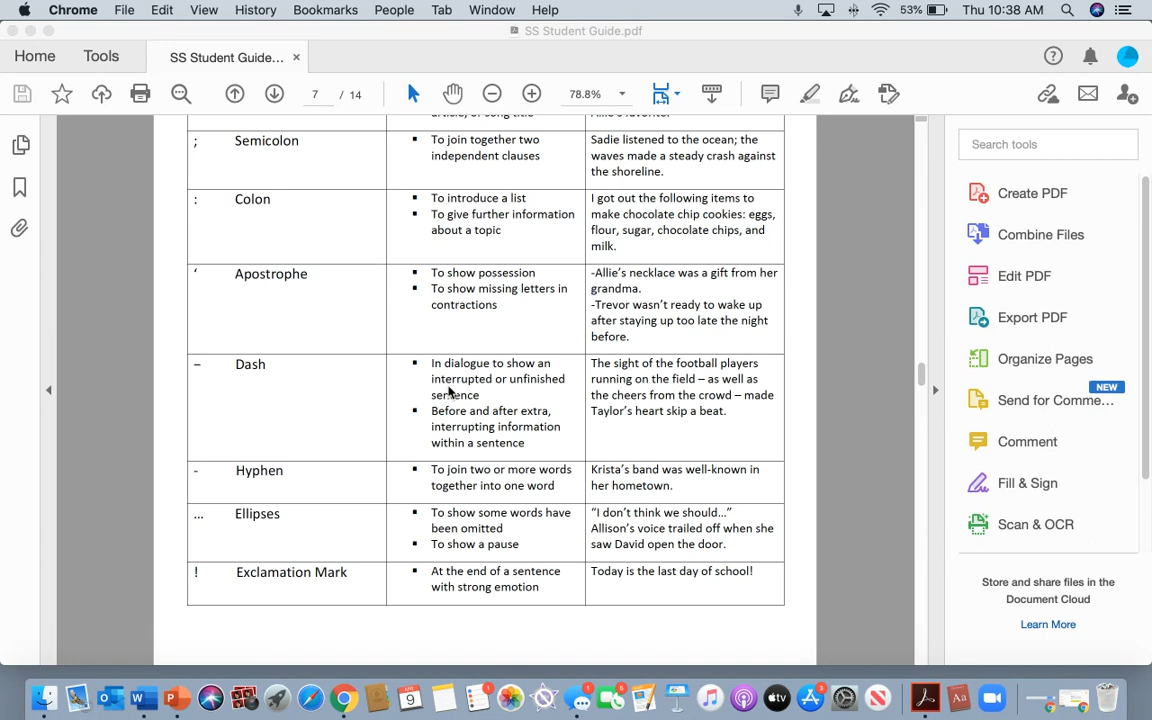 Chrome File Edit View History Bookmarks People Tab Window Help 53% Thu 10:38 AM
SS Student Guide.pdf
Home Tools SS Student Guide... ×
7 / 14 78.8%
article, or song title
Allie's favorite.
; Semicolon
▪ To join together two
independent clauses
Sadie listened to the ocean; the
waves made a steady crash against
the shoreline.
: Colon
▪ To introduce a list
▪ To give further information
about a topic
I got out the following items to
make chocolate chip cookies: eggs,
flour, sugar, chocolate chips, and
milk.
‘ Apostrophe
▪ To show possession
▪ To show missing letters in
contractions
-Allie’s necklace was a gift from her
grandma.
-Trevor wasn’t ready to wake up
after staying up too late the night
before.
– Dash
▪ In dialogue to show an
interrupted or unfinished
sentence
▪ Before and after extra,
interrupting information
within a sentence
The sight of the football players
running on the field – as well as
the cheers from the crowd – made
Taylor’s heart skip a beat.
- Hyphen
▪ To join two or more words
together into one word
Krista’s band was well-known in
her hometown.
... Ellipses
▪ To show some words have
been omitted
▪ To show a pause
“I don’t think we should...”
Allison’s voice trailed off when she
saw David open the door.
! Exclamation Mark
▪ At the end of a sentence
with strong emotion
Today is the last day of school!
Search tools
Create PDF
Combine Files
Edit PDF
Export PDF
Organize Pages
NEW
Send for Comme...
Comment
Fill & Sign
Scan & OCR
Store and share files in the
Document Cloud
Learn More